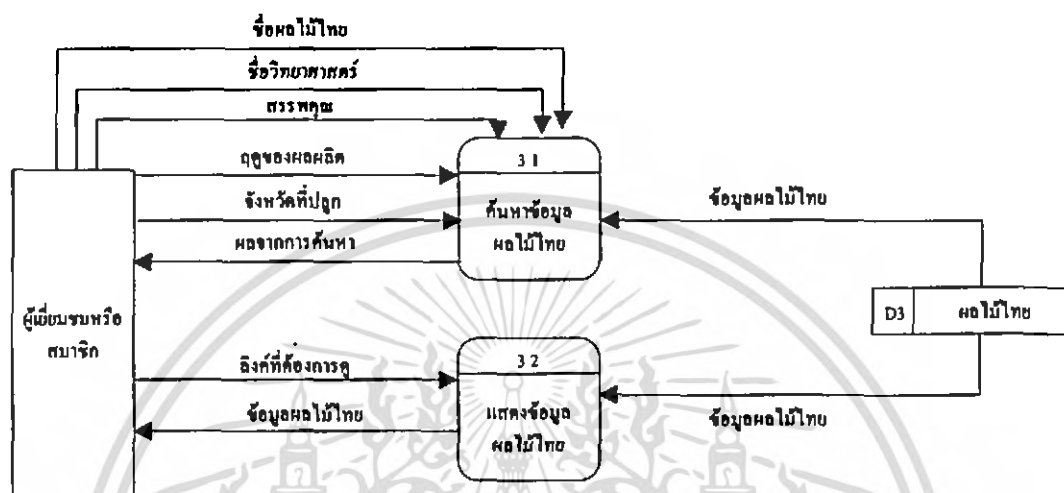 ชื่อผลไม้ไทย
ชื่อวิทยาศาสตร์
สรรพคุณ
ฤดูของผลผลิต
จังหวัดที่ปลูก
ผลจากการค้นหา
ผู้เยี่ยมชมหรือ
สมาชิก
3 1
ค้นหาข้อมูล
ผลไม้ไทย
ข้อมูลผลไม้ไทย
D3 ผลไม้ไทย
ลิงค์ที่ต้องการดู
ข้อมูลผลไม้ไทย
3 2
แสดงข้อมูล
ผลไม้ไทย
ข้อมูลผลไม้ไทย